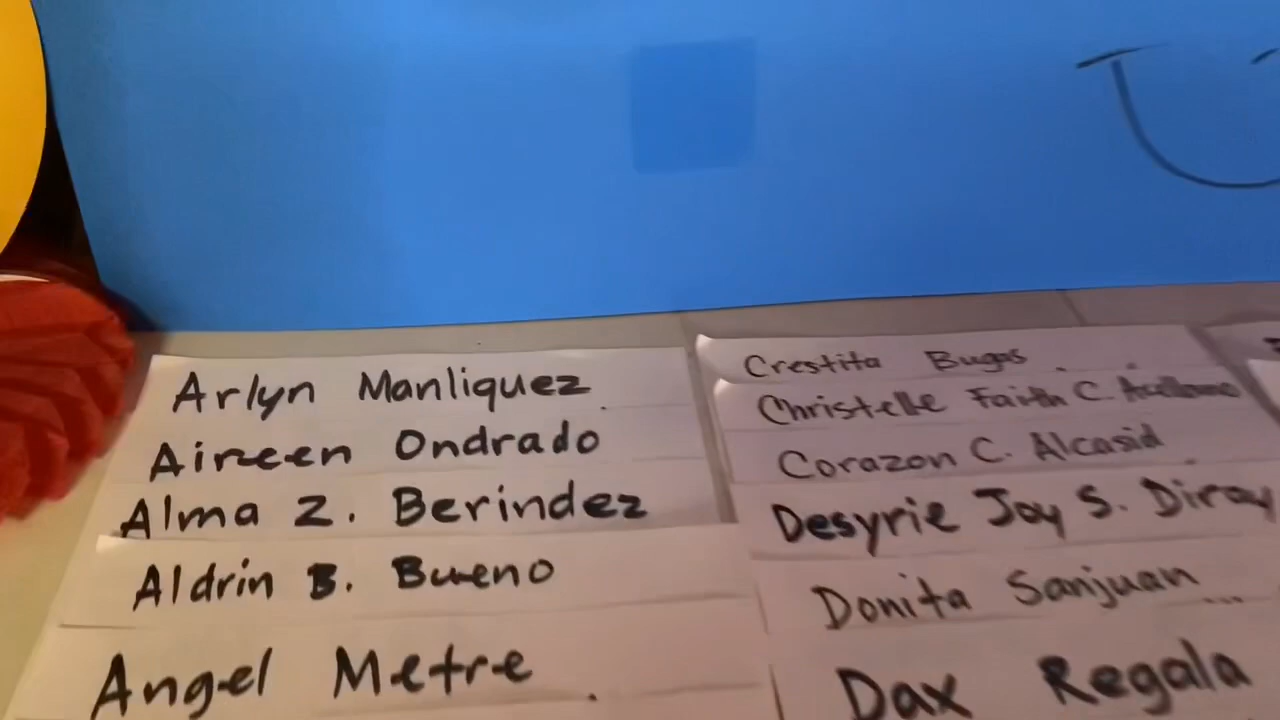 Arlyn Manliquez
Aireen Ondrado
Alma Z. Berindez
Aldrin B. Bueno
Angel Metre
Crestita Bugas
Christelle Faith C.
Corazon C. Alcasid
Desyrie Joy S. Diray
Donita Sanjuan
Dax Regala